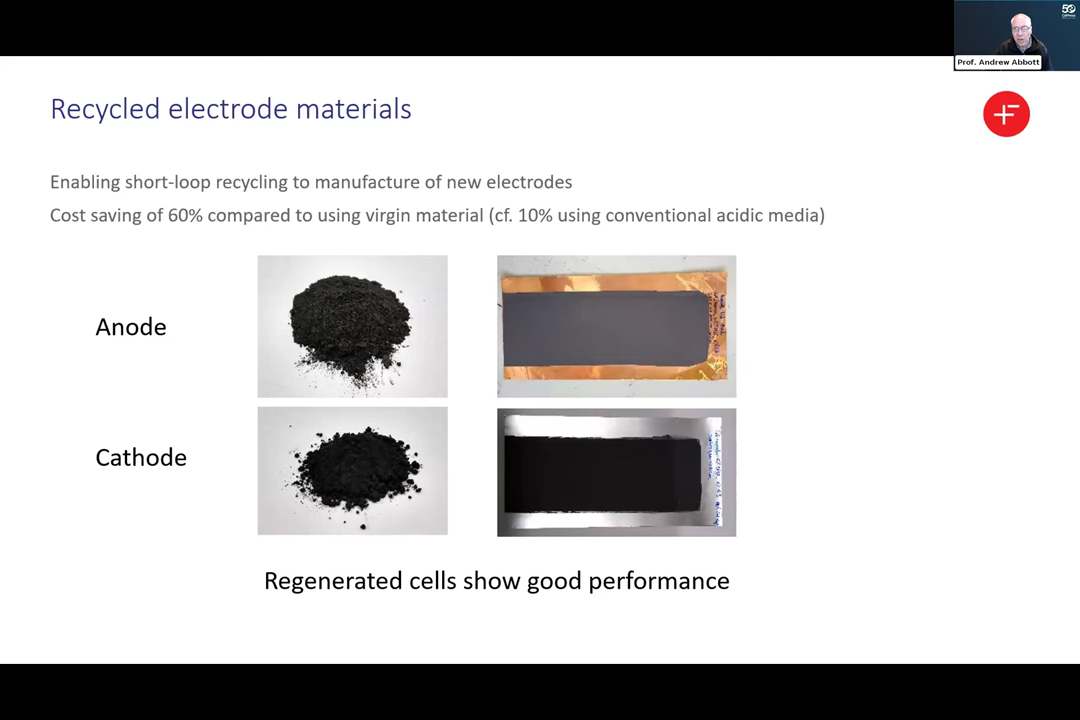 50
Prof. Andrew Abbott
Recycled electrode materials
Enabling short-loop recycling to manufacture of new electrodes
Cost saving of 60% compared to using virgin material (cf. 10% using conventional acidic media)
Anode
Cathode
Regenerated cells show good performance